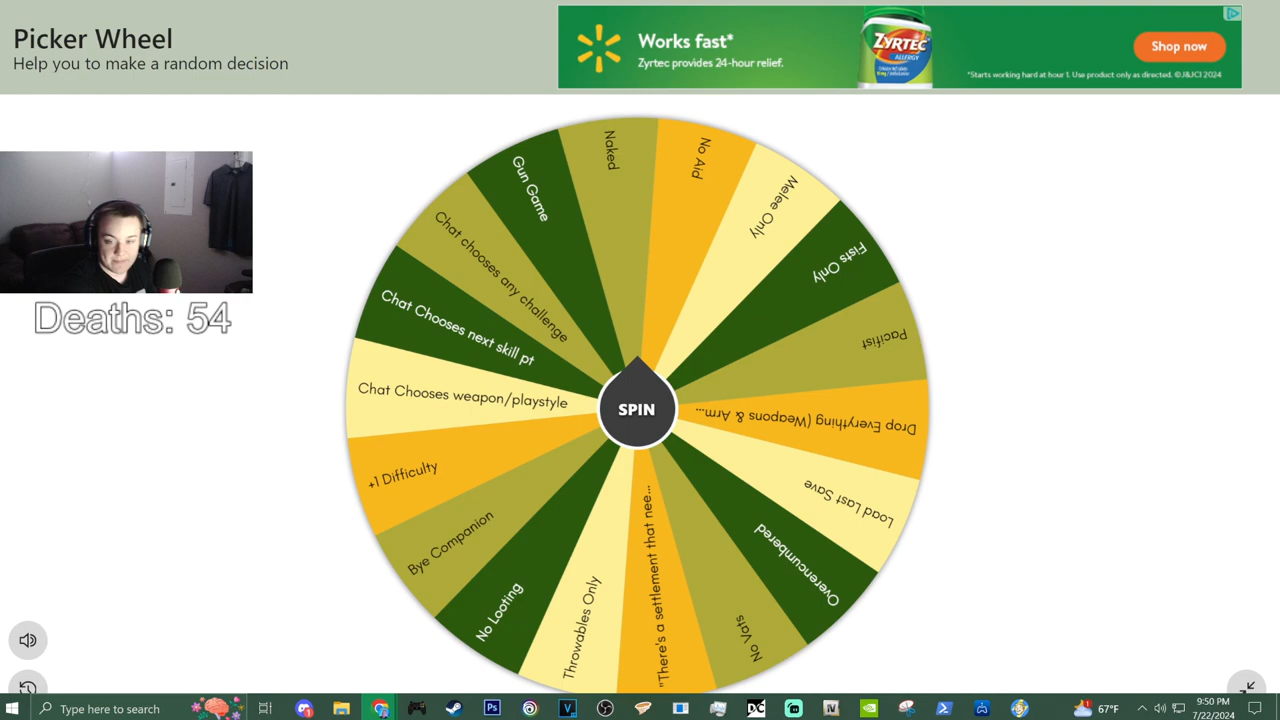 Picker Wheel
Help you to make a random decision
Works fast*
Zyrtec provides 24-hour relief.
ZYRTEC
ALLERGY
Shop now
*Starts working hard at hour 1. Use product only as directed. ©J&JCI 2024
Deaths: 54
Naked
No Aid
Melee Only
Fists Only
Pacifist
Drop Everything (Weapons & Arm...
Load Last Save
Overencumbered
No Vats
"There's a settlement that nee...
Throwables Only
No Looting
Bye Companion
+1 Difficulty
Chat Chooses weapon/playstyle
Chat Chooses next skill pt
Chat chooses any challenge
Gun Game
SPIN
Type here to search
67°F
9:50 PM
7/22/2024